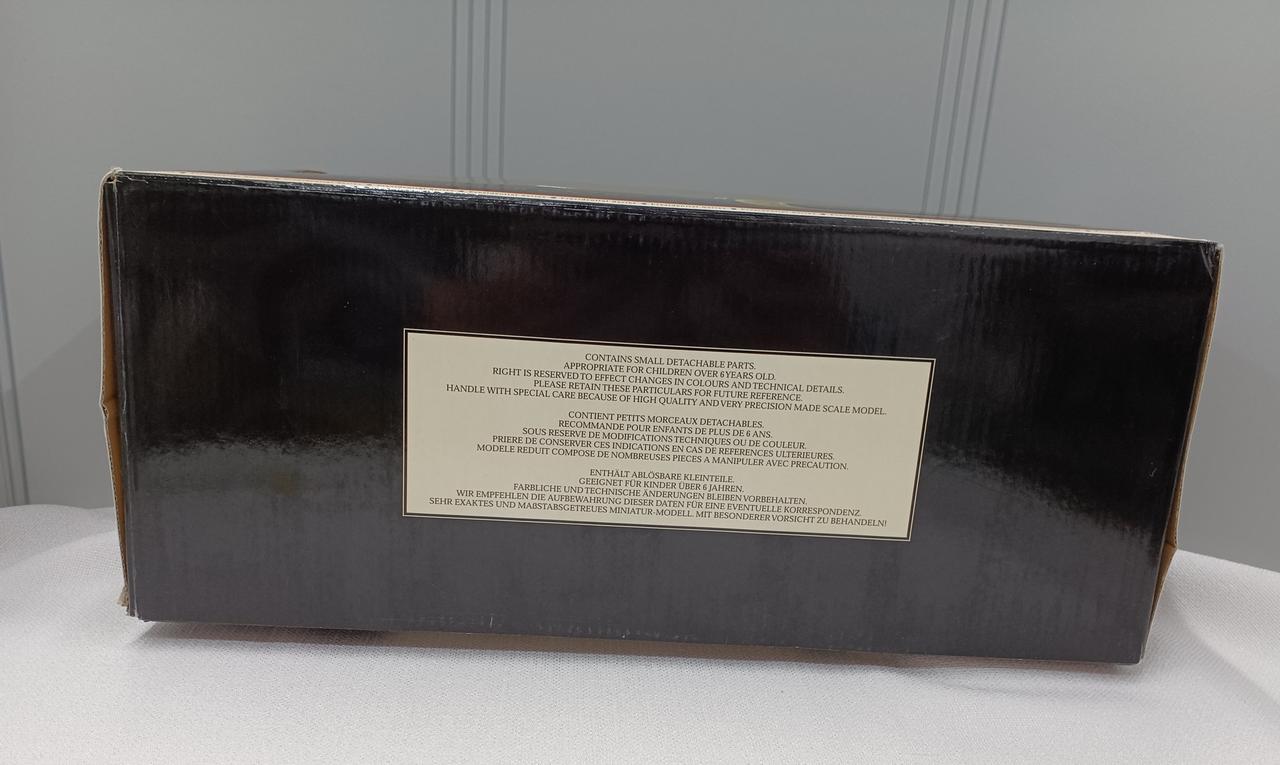 CONTAINS SMALL DETACHABLE PARTS.
APPROPRIATE FOR CHILDREN OVER 6 YEARS OLD.
RIGHT IS RESERVED TO EFFECT CHANGES IN COLOURS AND TECHNICAL DETAILS.
PLEASE RETAIN THESE PARTICULARS FOR FUTURE REFERENCE.
HANDLE WITH SPECIAL CARE BECAUSE OF HIGH QUALITY AND VERY PRECISION MADE SCALE MODEL.
CONTIENT PETITS MORCEAUX DETACHABLES.
RECOMMANDE POUR ENFANTS DE PLUS DE 6 ANS.
SOUS RESERVE DE MODIFICATIONS TECHNIQUES OU DE COULEUR.
PRIERE DE CONSERVER CES INDICATIONS EN CAS DE REFERENCES ULTERIEURES.
MODELE REDUIT COMPOSE DE NOMBREUSES PIECES A MANIPULER AVEC PRECAUTION.
ENTHÄLT ABLÖSBARE KLEINTEILE.
GEEIGNET FÜR KINDER ÜBER 6 JAHREN.
FARBLICHE UND TECHNISCHE ÄNDERUNGEN BLEIBEN VORBEHALTEN.
WIR EMPFEHLEN DIE AUFBEWAHRUNG DIESER DATEN FÜR EINE EVENTUELLE KORRESPONDENZ.
SEHR EXAKTES UND MAßSTABSGETREUES MINIATUR-MODELL. MIT BESONDERER VORSICHT ZU BEHANDELN!